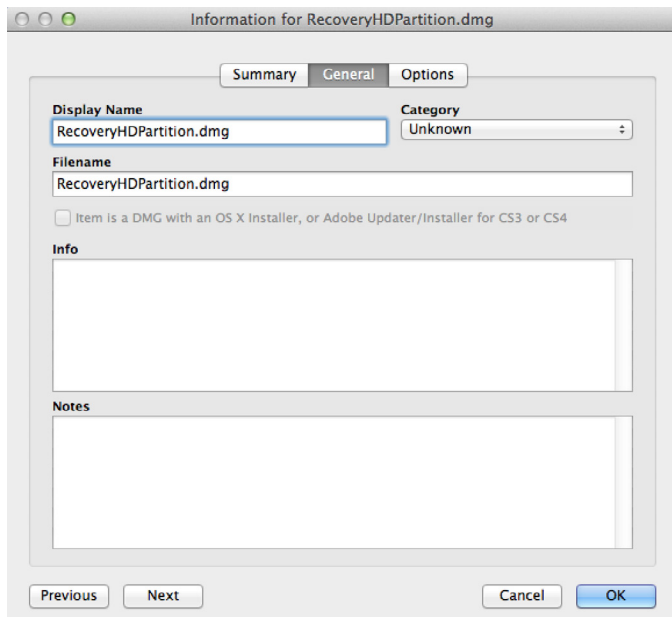 Information for RecoveryHDPartition.dmg
Summary General Options
Display Name Category
RecoveryHDPartition.dmg Unknown
Filename
RecoveryHDPartition.dmg
Item is a DMG with an OS X Installer, or Adobe Updater/Installer for CS3 or CS4
Info
Notes
Previous Next Cancel OK